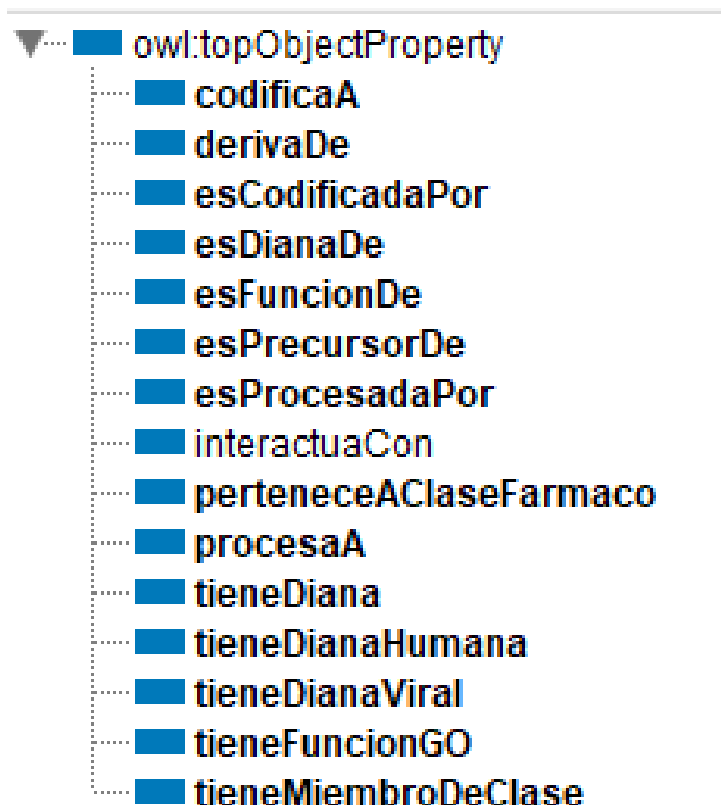 owl:topObjectProperty
codificaA
derivaDe
esCodificadaPor
esDianaDe
esFuncionDe
esPrecursorDe
esProcesadaPor
interactuaCon
perteneceAClaseFarmaco
procesaA
tieneDiana
tieneDianaHumana
tieneDianaViral
tieneFuncionGO
tieneMiembroDeClase